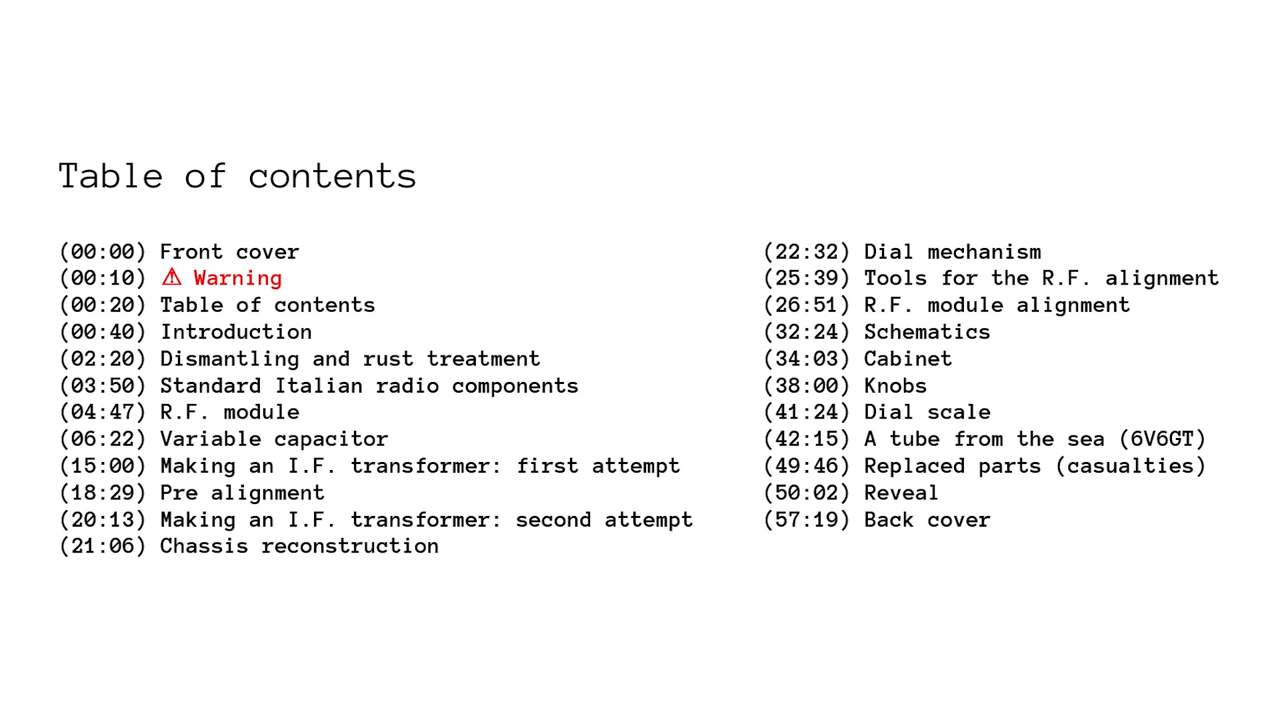 Table of contents
(00:00) Front cover
(00:10) ⚠ Warning
(00:20) Table of contents
(00:40) Introduction
(02:20) Dismantling and rust treatment
(03:50) Standard Italian radio components
(04:47) R.F. module
(06:22) Variable capacitor
(15:00) Making an I.F. transformer: first attempt
(18:29) Pre alignment
(20:13) Making an I.F. transformer: second attempt
(21:06) Chassis reconstruction
(22:32) Dial mechanism
(25:39) Tools for the R.F. alignment
(26:51) R.F. module alignment
(32:24) Schematics
(34:03) Cabinet
(38:00) Knobs
(41:24) Dial scale
(42:15) A tube from the sea (6V6GT)
(49:46) Replaced parts (casualties)
(50:02) Reveal
(57:19) Back cover